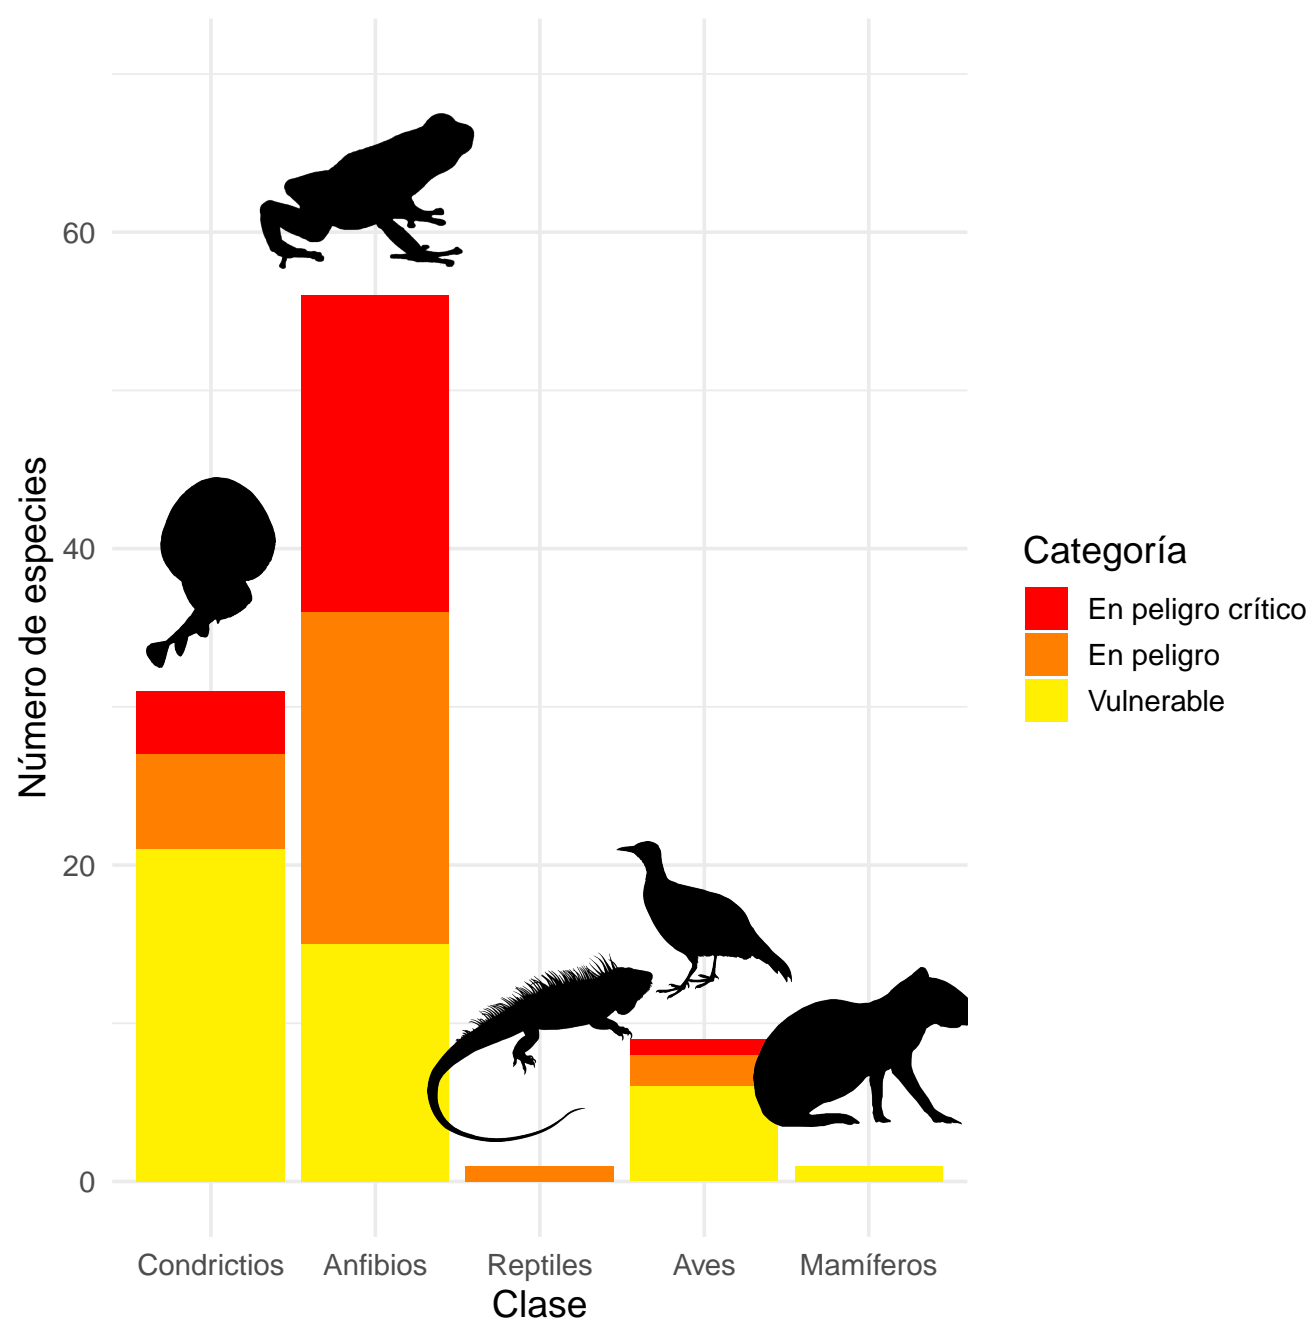 60
40
20
0
Número de especies
Condrictios Anfibios Reptiles Aves Mamíferos
Clase
Categoría
En peligro crítico
En peligro
Vulnerable